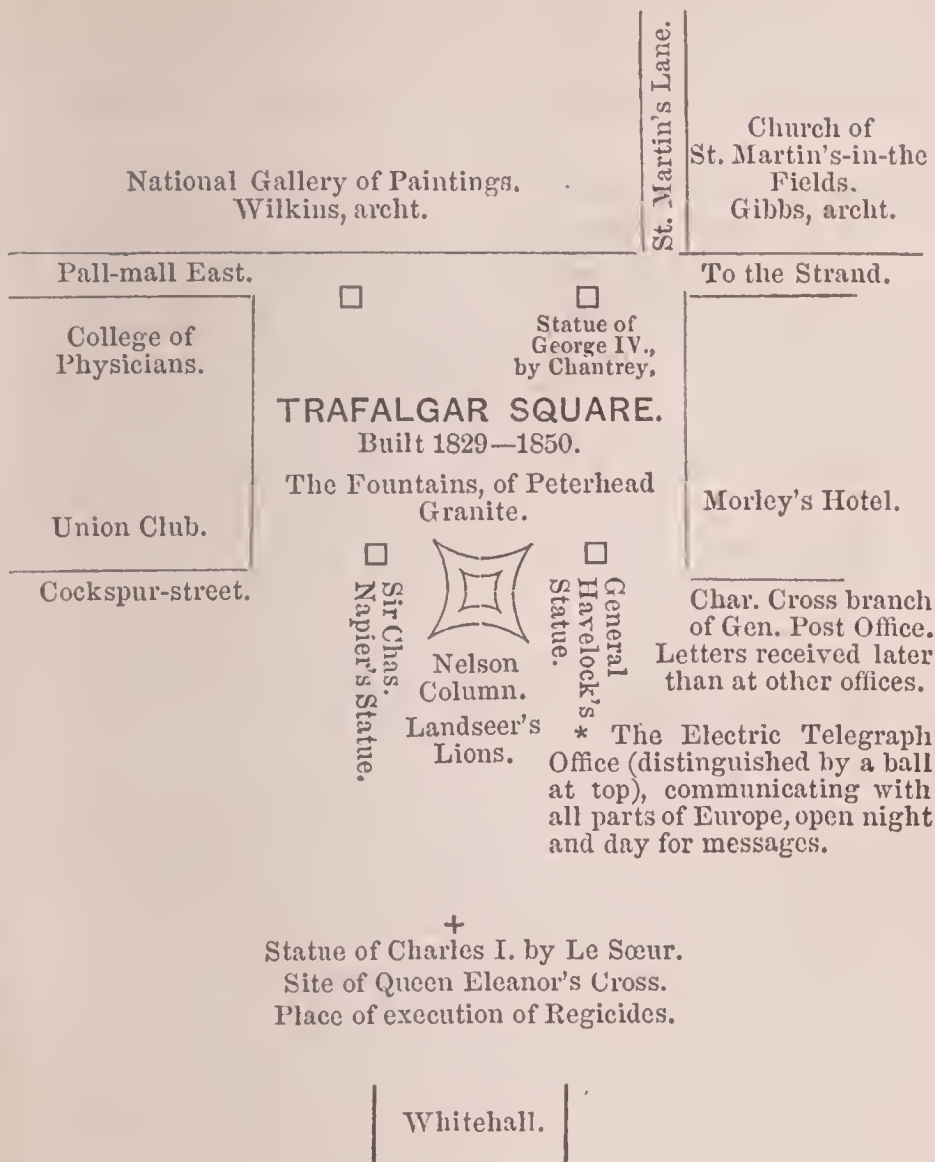 St. Martin's Lane.
Church of
St. Martin's-in-the
Fields.
Gibbs, archt.
National Gallery of Paintings.
Wilkins, archt.
Pall-mall East.
To the Strand.
College of
Physicians.
Statue of
George IV.,
by Chantrey,
TRAFALGAR SQUARE.
Built 1829—1850.
The Fountains, of Peterhead
Granite.
Union Club.
Morley's Hotel.
Cockspur-street.
Sir Chas.
Napier's Statue.
Nelson
Column.
Landseer's
Lions.
General
Havelock's
Statue.
Char. Cross branch
of Gen. Post Office.
Letters received later
than at other offices.
* The Electric Telegraph
Office (distinguished by a ball
at top), communicating with
all parts of Europe, open night
and day for messages.
Statue of Charles I. by Le Sœur.
Site of Queen Eleanor's Cross.
Place of execution of Regicides.
Whitehall.